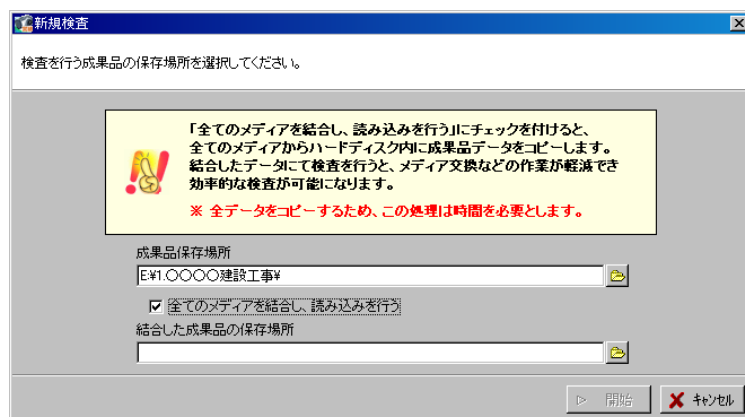 新規検査
検査を行う成果品の保存場所を選択してください。
「全てのメディアを結合し、読み込みを行う」にチェックを付けると、
全てのメディアからハードディスク内に成果品データをコピーします。
結合したデータにて検査を行うと、メディア交換などの作業が軽減でき
効率的な検査が可能になります。
※ 全データをコピーするため、この処理は時間を必要とします。
成果品保存場所
E:¥1.〇〇〇〇建設工事¥
全てのメディアを結合し、読み込みを行う
結合した成果品の保存場所
開始
キャンセル